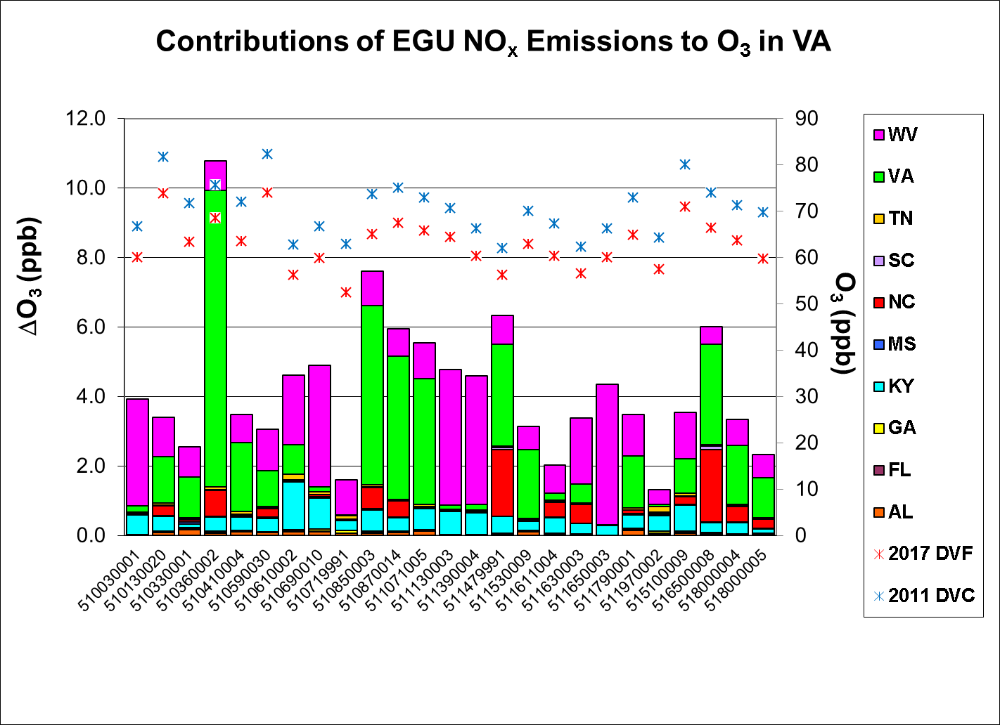 Contributions of EGU NOx Emissions to O3 in VA
12.0
10.0
8.0
6.0
4.0
2.0
0.0
ΔO3 (ppb)
90
80
70
60
50
40
30
20
10
0
O3 (ppb)
510030001
510130020
510330001
510360002
510410004
510590030
510610002
510690010
510719991
510850003
510870014
511071005
511130003
511390004
511479991
511530009
511611004
511630003
511650003
511790001
511970002
515100009
516500008
518000004
518000005
WV
VA
TN
SC
NC
MS
KY
GA
FL
AL
2017 DVF
2011 DVC